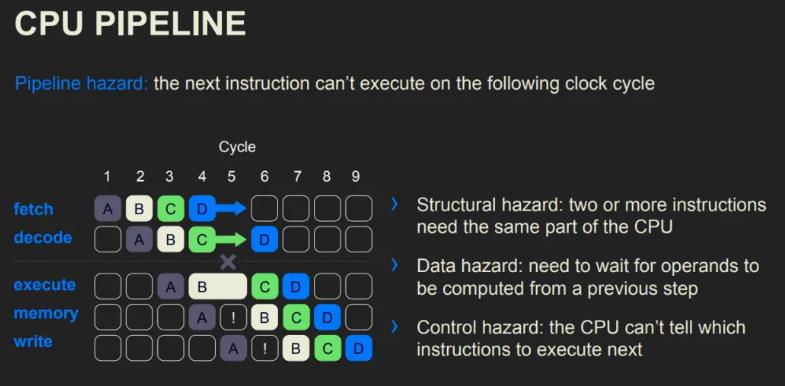 CPU PIPELINE
Pipeline hazard: the next instruction can't execute on the following clock cycle
Cycle
1 2 3 4 5 6 7 8 9
fetch A B C D
decode A B C D
execute A B C D
memory A ! B C D
write A ! B C D
› Structural hazard: two or more instructions
need the same part of the CPU
› Data hazard: need to wait for operands to
be computed from a previous step
› Control hazard: the CPU can't tell which
instructions to execute next